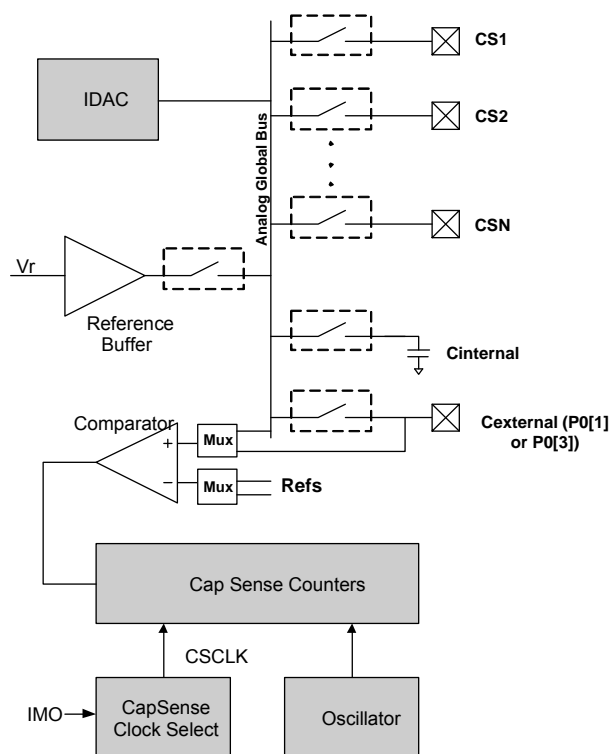 CS1
IDAC
CS2
Analog Global Bus
CSN
Vr
Reference
Buffer
Cinternal
Comparator
Cexternal (P0[1]
or P0[3])
+
Mux
−
Mux
Refs
Cap Sense Counters
CSCLK
IMO
CapSense
Clock Select
Oscillator